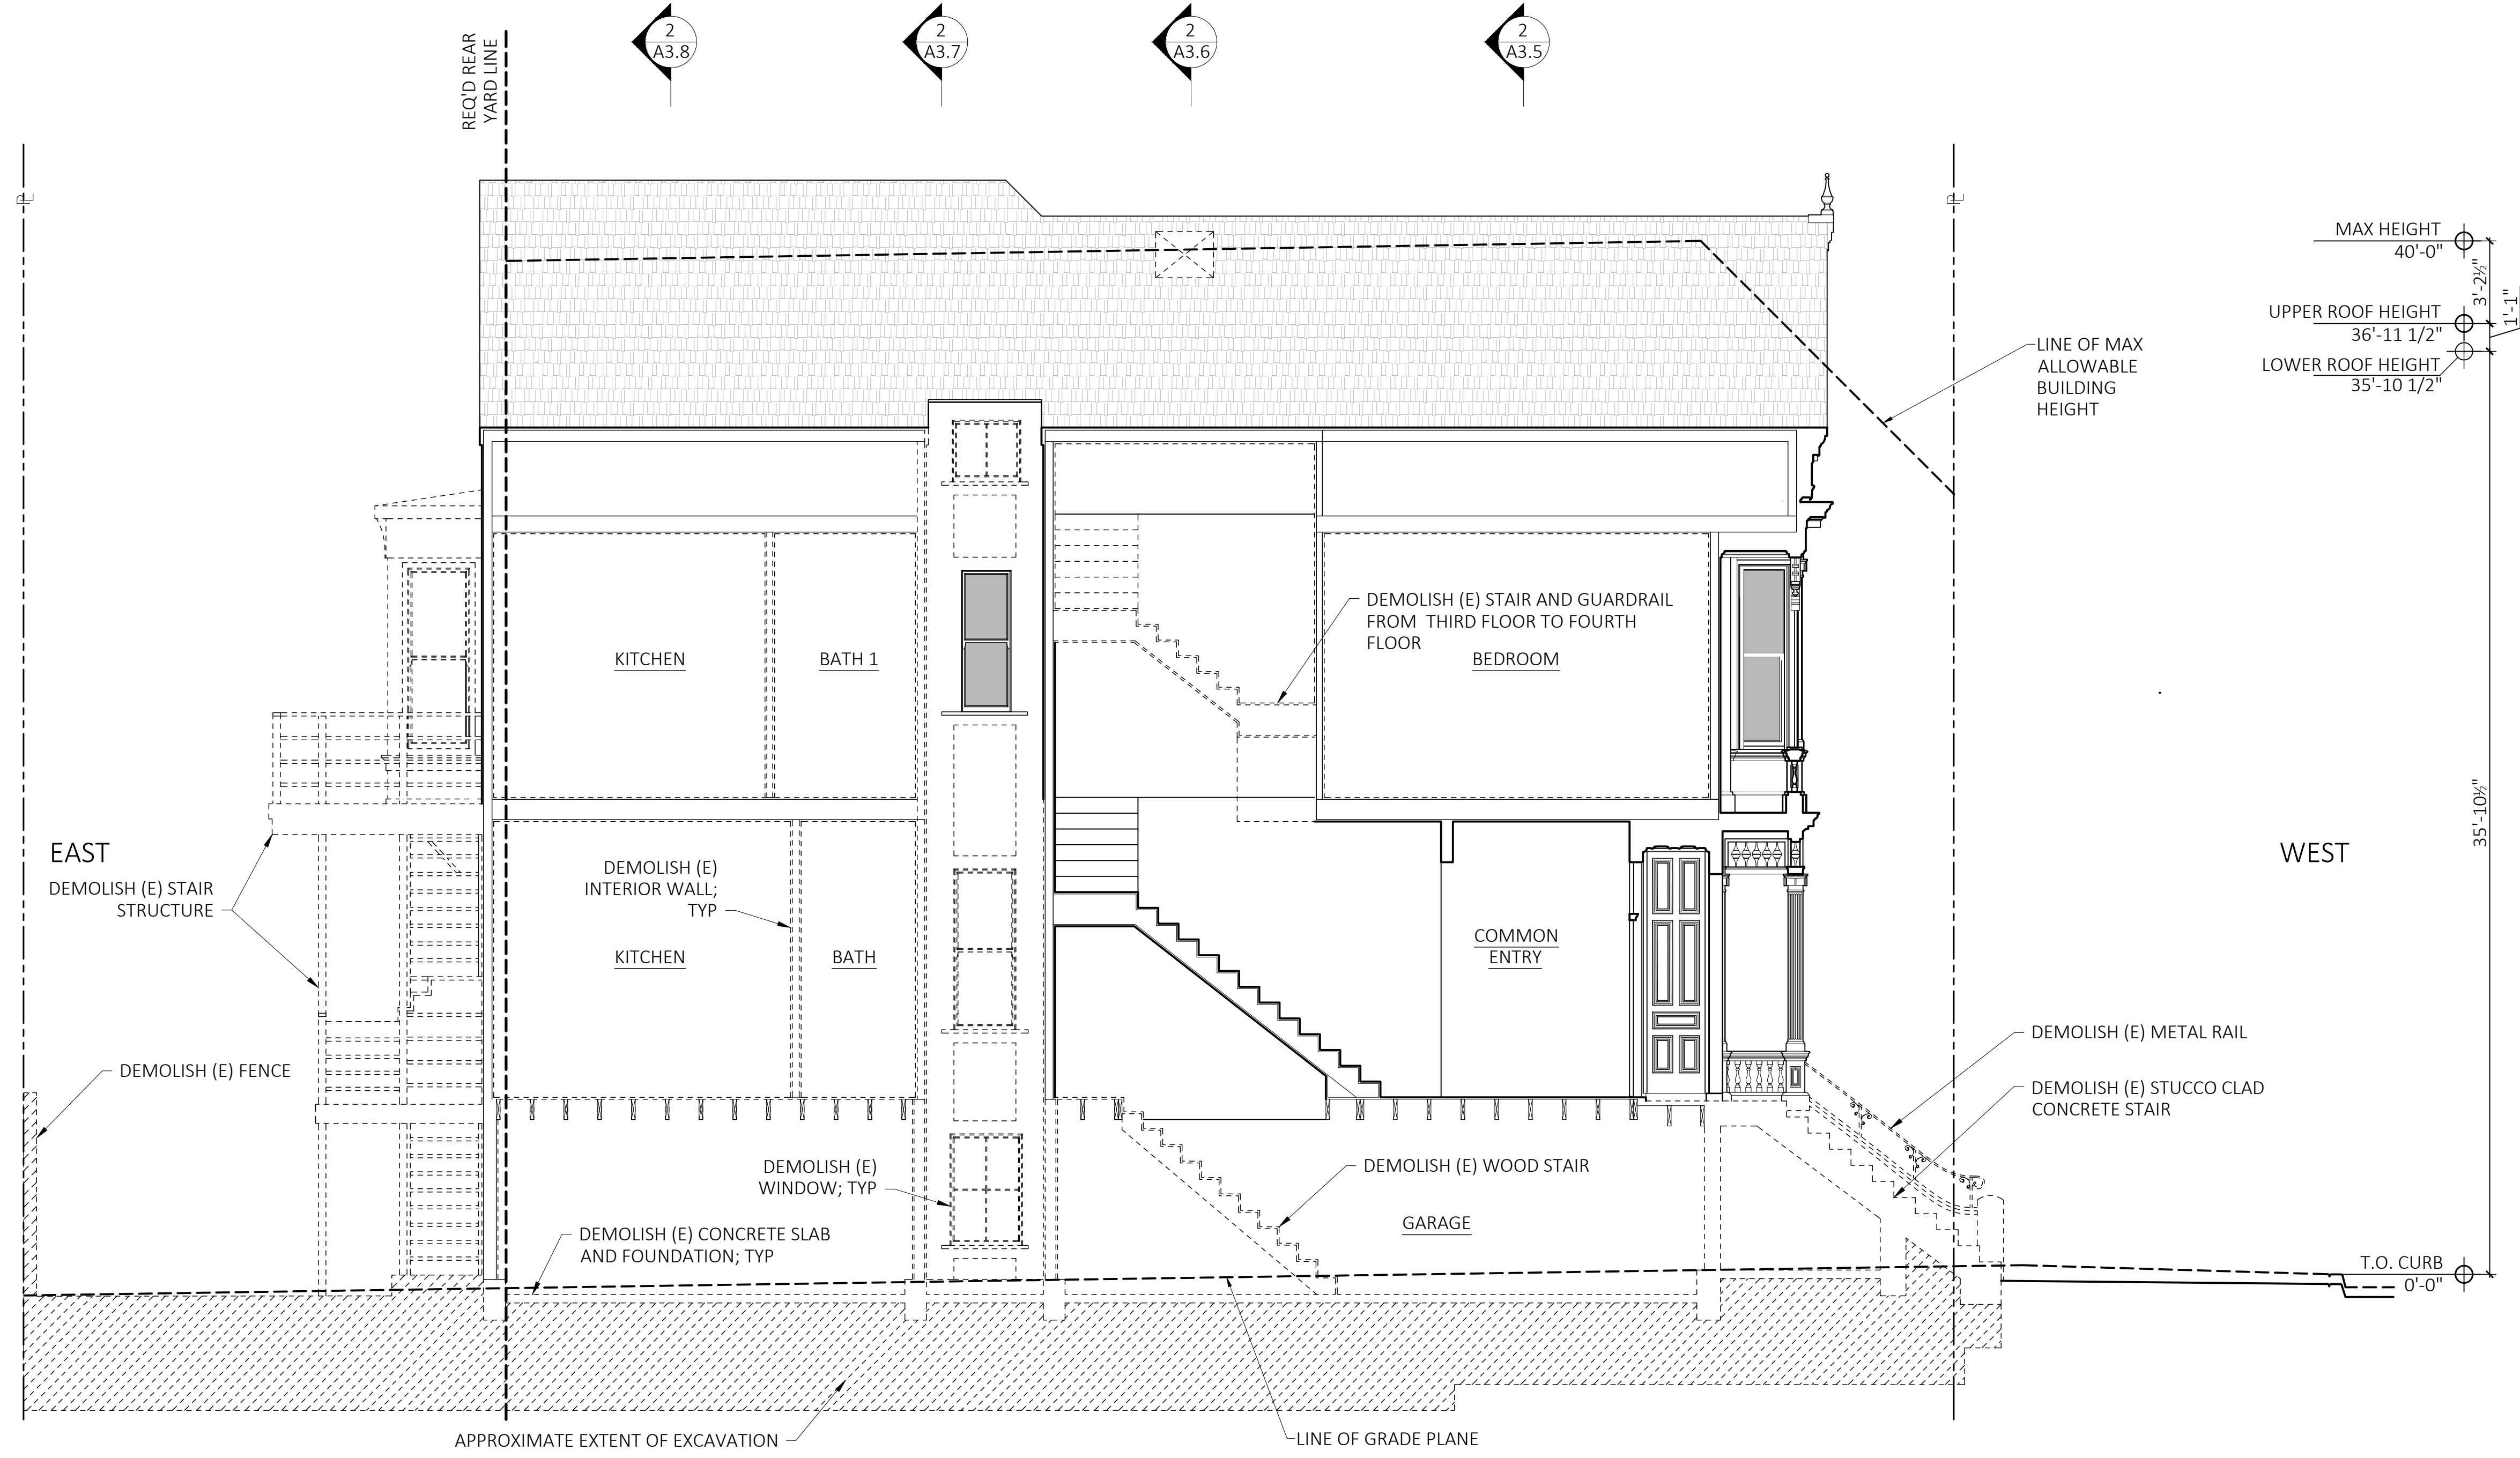 REQ'D REAR
YARD LINE
2
A3.8
2
A3.7
2
A3.6
2
A3.5
PL
PL
MAX HEIGHT
40'-0"
3'-2½"
1'-1"
UPPER ROOF HEIGHT
36'-11 1/2"
LOWER ROOF HEIGHT
35'-10 1/2"
LINE OF MAX
ALLOWABLE
BUILDING
HEIGHT
DEMOLISH (E) STAIR AND GUARDRAIL
FROM THIRD FLOOR TO FOURTH
FLOOR
KITCHEN
BATH 1
BEDROOM
35'-10½"
EAST
WEST
DEMOLISH (E) STAIR
STRUCTURE
DEMOLISH (E)
INTERIOR WALL;
TYP
KITCHEN
BATH
COMMON
ENTRY
DEMOLISH (E) METAL RAIL
DEMOLISH (E) FENCE
DEMOLISH (E) STUCCO CLAD
CONCRETE STAIR
DEMOLISH (E)
WINDOW; TYP
DEMOLISH (E) WOOD STAIR
GARAGE
DEMOLISH (E) CONCRETE SLAB
AND FOUNDATION; TYP
T.O. CURB
0'-0"
APPROXIMATE EXTENT OF EXCAVATION
LINE OF GRADE PLANE